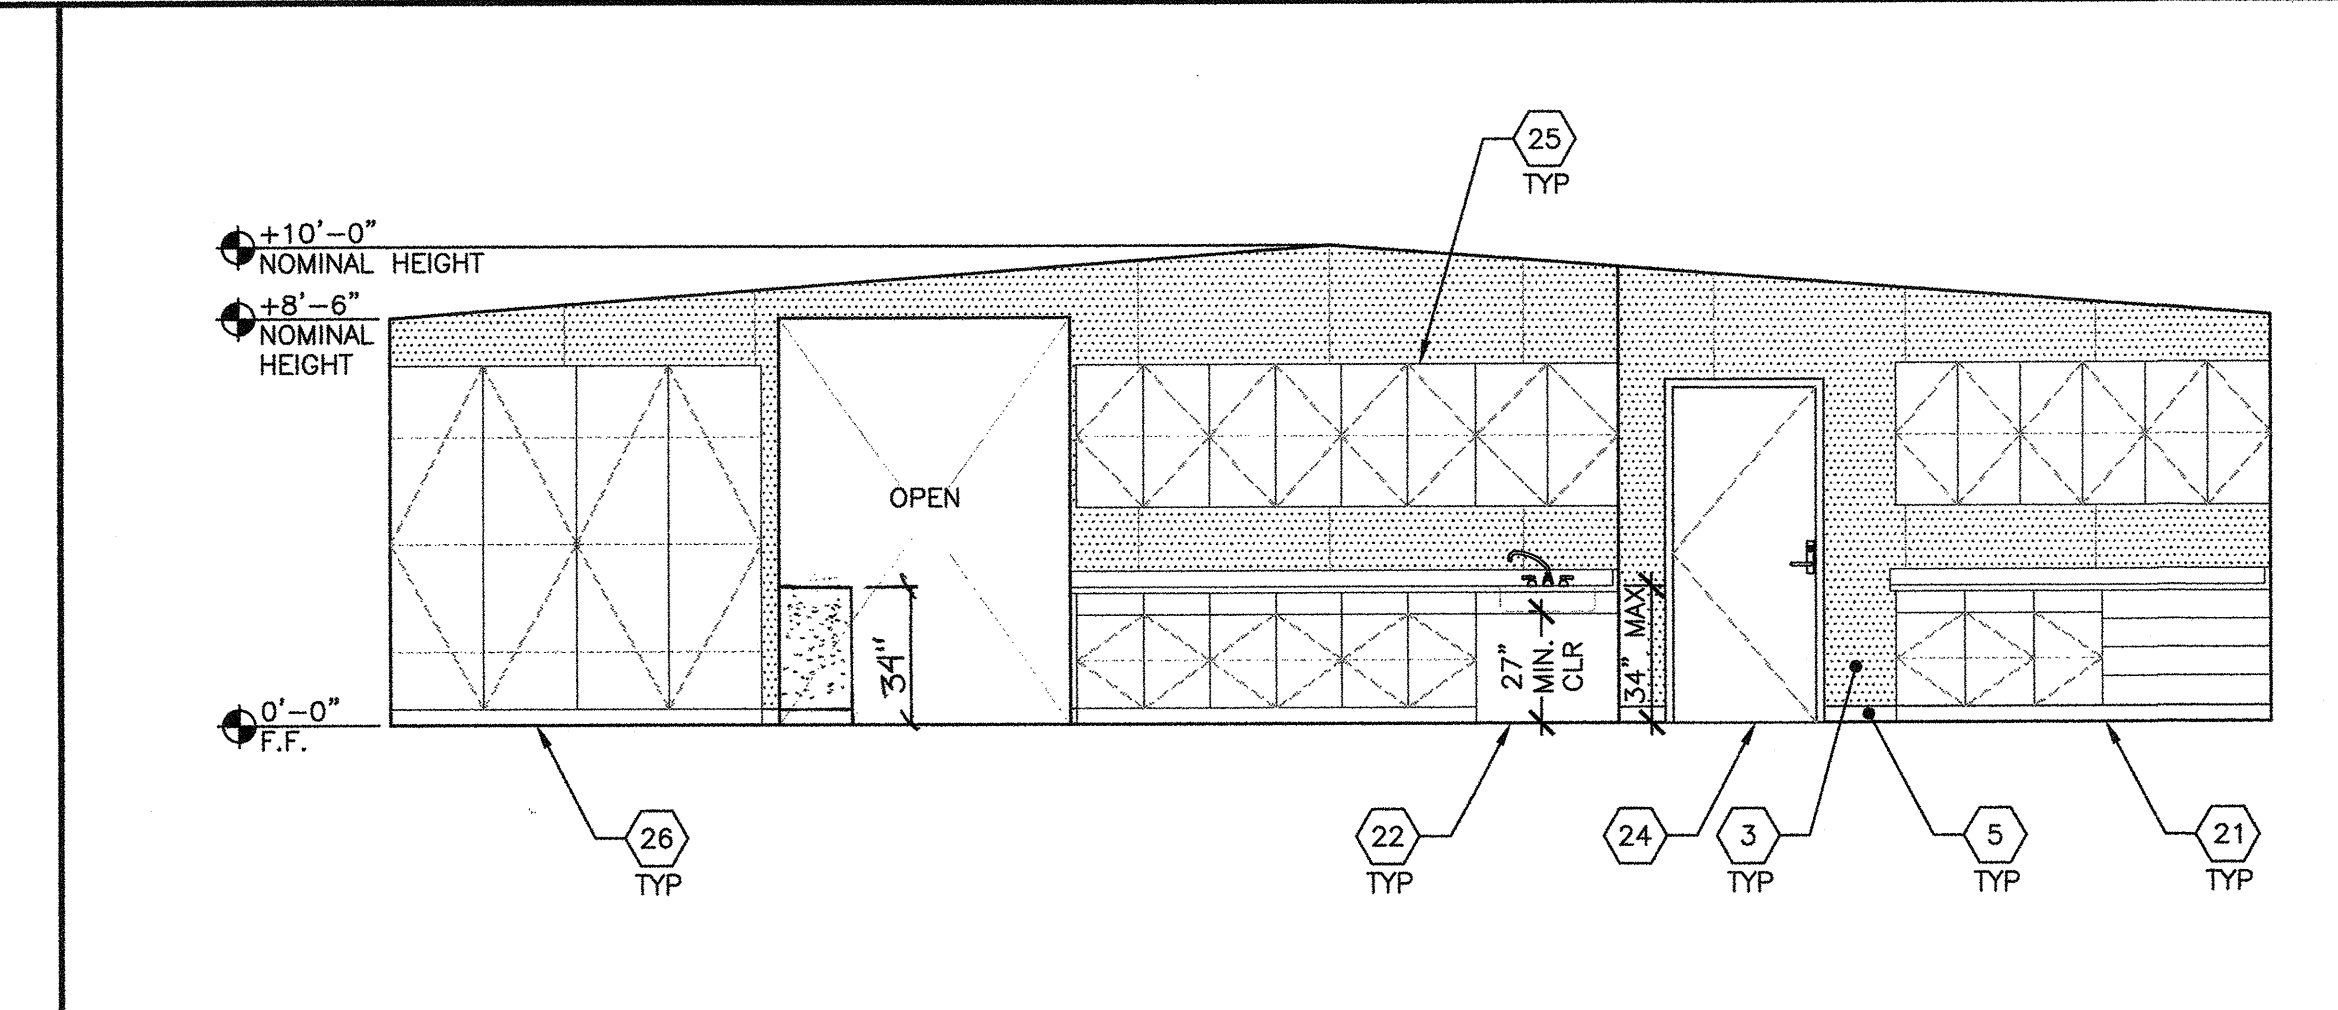 25
TYP
+10'-0"
NOMINAL HEIGHT
+8'-6"
NOMINAL
HEIGHT
OPEN
34"
27"
MIN.
CLR
34" MAX
0'-0"
F.F.
26
TYP
22
TYP
24
3
TYP
5
TYP
21
TYP